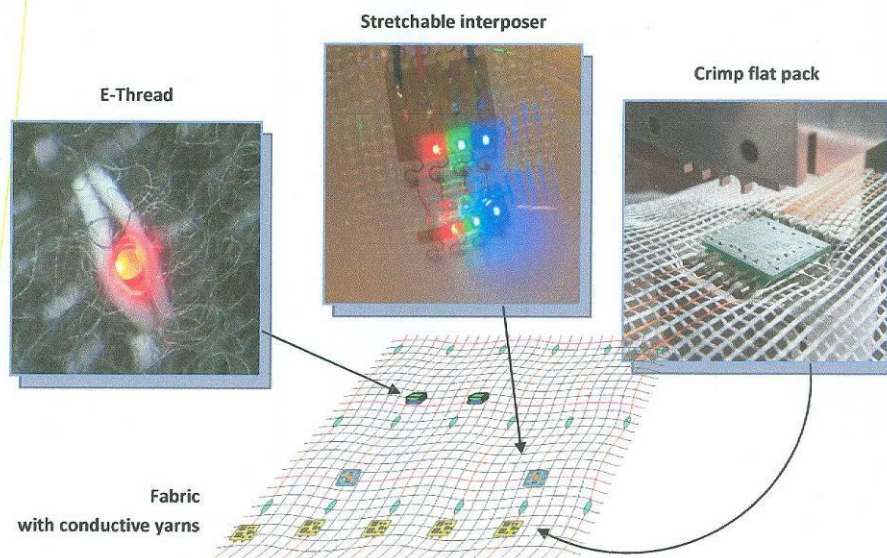 Stretchable interposer
E-Thread
Crimp flat pack
Fabric
with conductive yarns